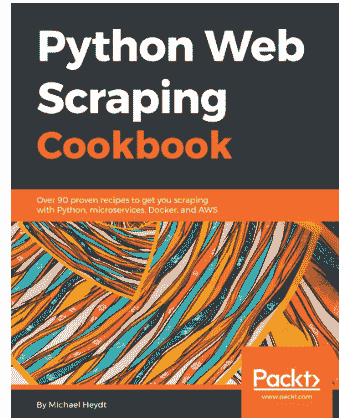 Python Web
Scraping
Cookbook
Over 90 proven recipes to get you scraping
with Python, microservices, Docker, and AWS
By Michael Heydt
Packt>
www.packt.com